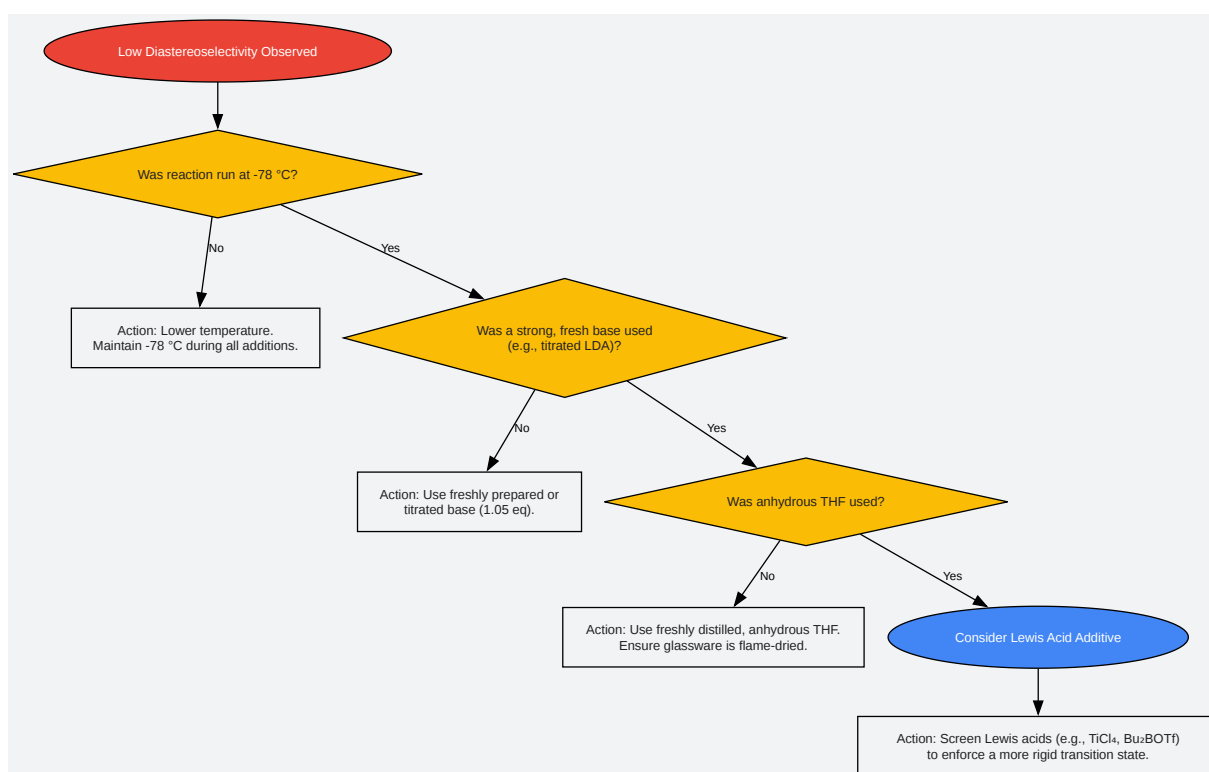 Low Diastereoselectivity Observed
Was reaction run at -78 °C?
No
Yes
Action: Lower temperature.
Maintain -78 °C during all additions.
Was a strong, fresh base used
(e.g., titrated LDA)?
No
Yes
Action: Use freshly prepared or
titrated base (1.05 eq).
Was anhydrous THF used?
No
Yes
Action: Use freshly distilled, anhydrous THF.
Ensure glassware is flame-dried.
Consider Lewis Acid Additive
Action: Screen Lewis acids (e.g., TiCl₄, Bu₂BOTf)
to enforce a more rigid transition state.